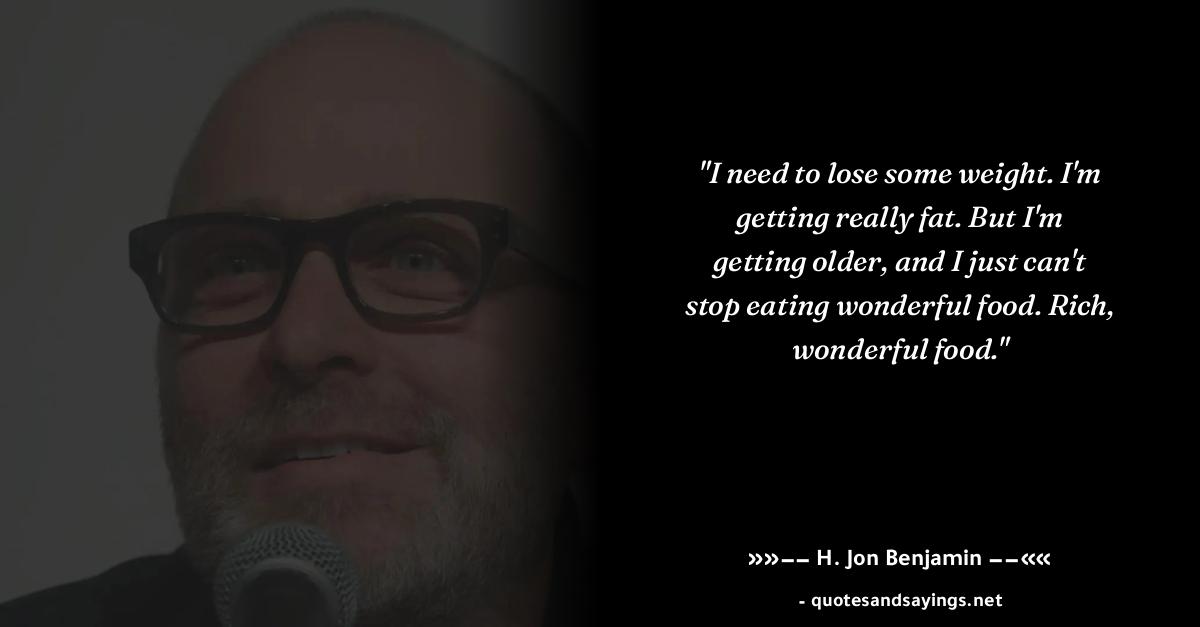 "I need to lose some weight. I'm
getting really fat. But I'm
getting older, and I just can't
stop eating wonderful food. Rich,
wonderful food."
»»-- H. Jon Benjamin --««
- quotesandsayings.net